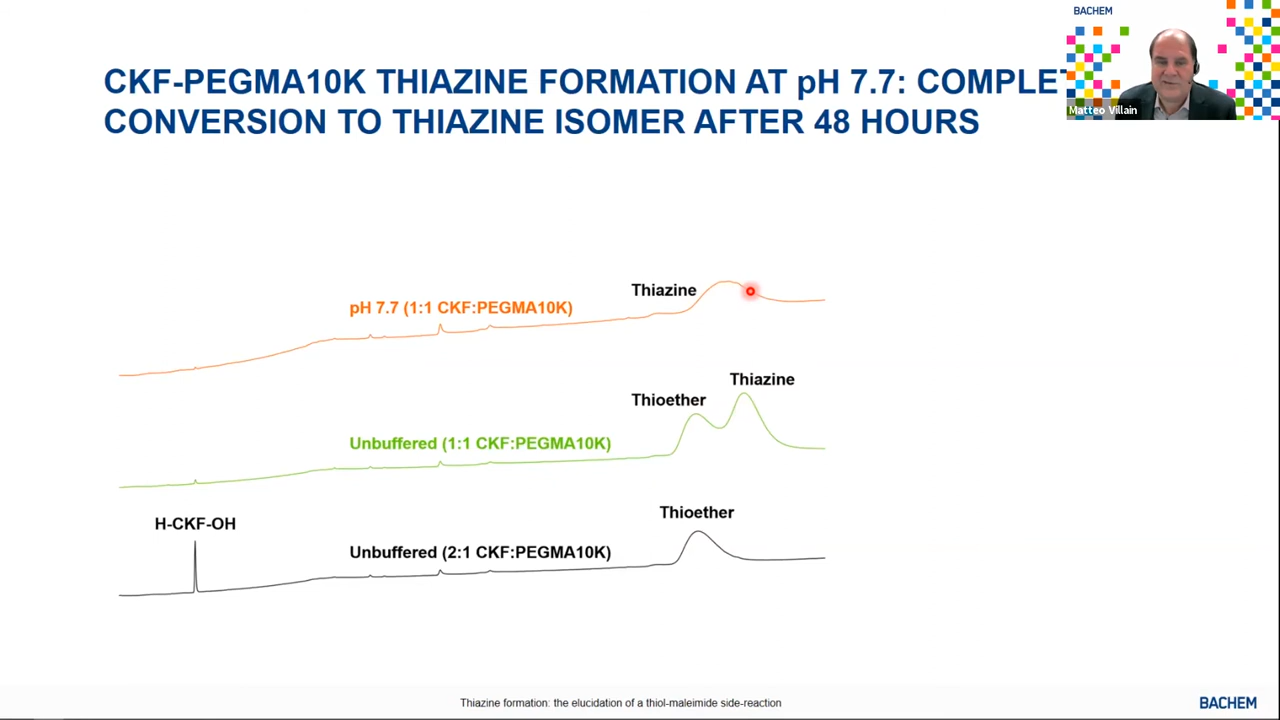 BACHEM
Matteo Villain
CKF-PEGMA10K THIAZINE FORMATION AT pH 7.7:
CONVERSION TO THIAZINE ISOMER AFTER 48 HOURS
Thiazine
pH 7.7 (1:1 CKF:PEGMA10K)
Thiazine
Thioether
Unbuffered (1:1 CKF:PEGMA10K)
Thioether
H-CKF-OH
Unbuffered (2:1 CKF:PEGMA10K)
Thiazine formation: the elucidation of a thiol-maleimide side-reaction
BACHEM